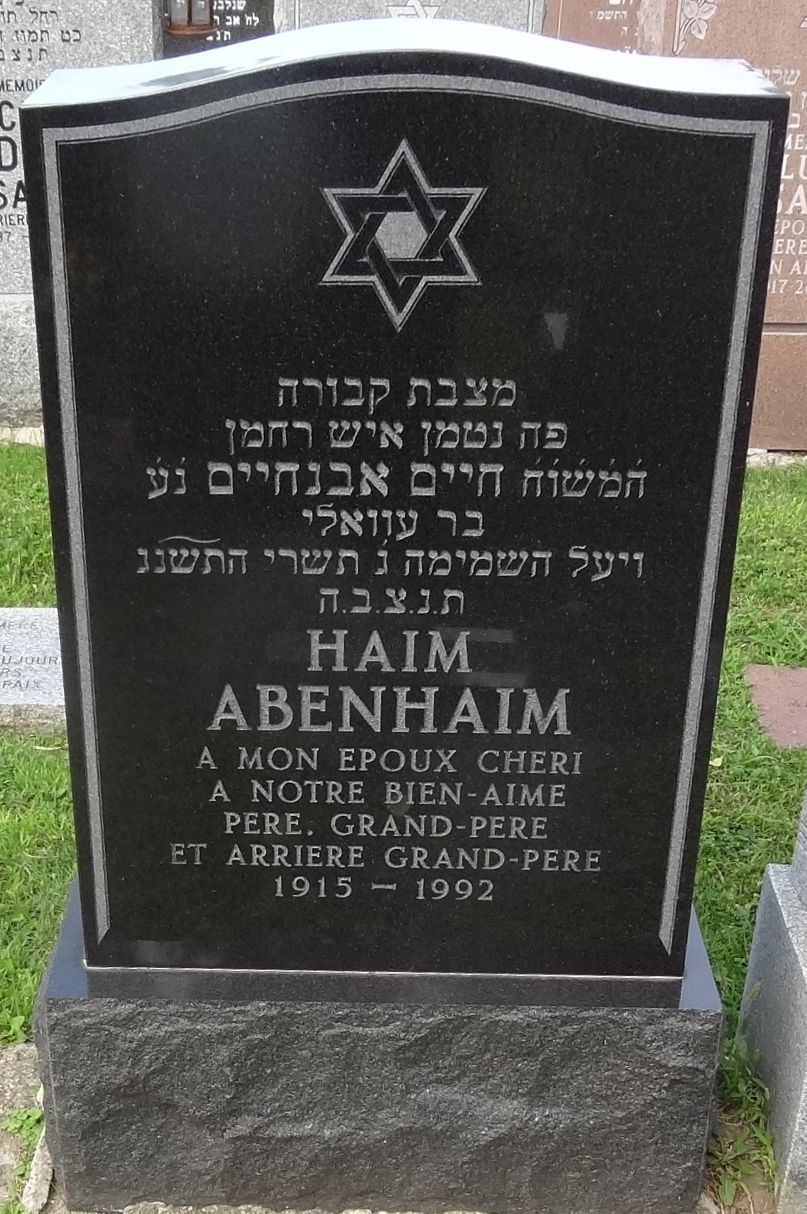 מצבת קבורה
פה נטמן איש רחמן
המשוח חיים אבנחיים נע
בר עוואלי
ויעל השמימה נ תשרי התשננ
ת.נ.צ.ב.ה
HAIM
ABENHAIM
A MON EPOUX CHERI
A NOTRE BIEN-AIME
PERE. GRAND-PERE
ET ARRIERE GRAND-PERE
1915 – 1992